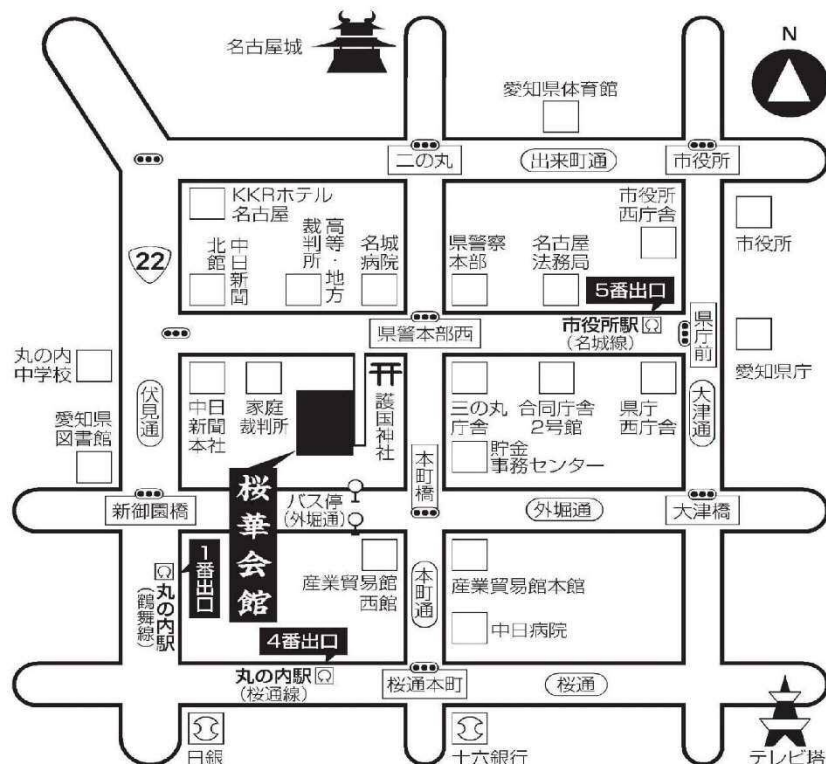 名古屋城
N
愛知県体育館
二の丸
出来町通
市役所
KKRホテル
名古屋
中日新聞
北館
高等・地方
裁判所
名城
病院
県警察
本部
名古屋
法務局
市役所
西庁舎
市役所
22
5番出口
県警本部西
市役所駅
(名城線)
県庁前
愛知県庁
丸の内
中学校
伏見通
中日
新聞
本社
家庭
裁判所
護国神社
三の丸
庁舎
合同庁舎
2号館
県庁
西庁舎
大津通
愛知県
図書館
貯金
事務センター
本町橋
桜華会館
新御園橋
バス停
(外堀通)
外堀通
大津橋
1番出口
丸の内駅
(鶴舞線)
産業貿易館
西館
本町通
産業貿易館本館
中日病院
4番出口
丸の内駅
(桜通線)
桜通本町
桜通
日銀
十六銀行
テレビ塔